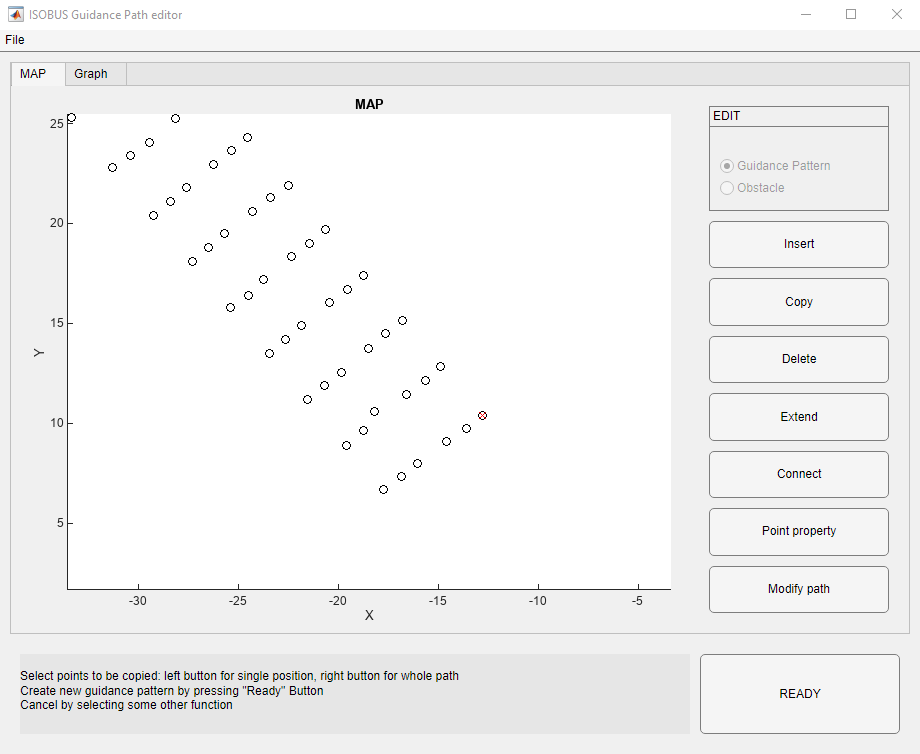 ISOBUS Guidance Path editor
File
MAP Graph
MAP
EDIT
Guidance Pattern
Obstacle
Insert
Copy
Delete
Extend
Connect
Point property
Modify path
25
20
15
10
5
Y
-30 -25 -20 -15 -10 -5
X
Select points to be copied: left button for single position, right button for whole path
Create new guidance pattern by pressing "Ready" Button
Cancel by selecting some other function
READY